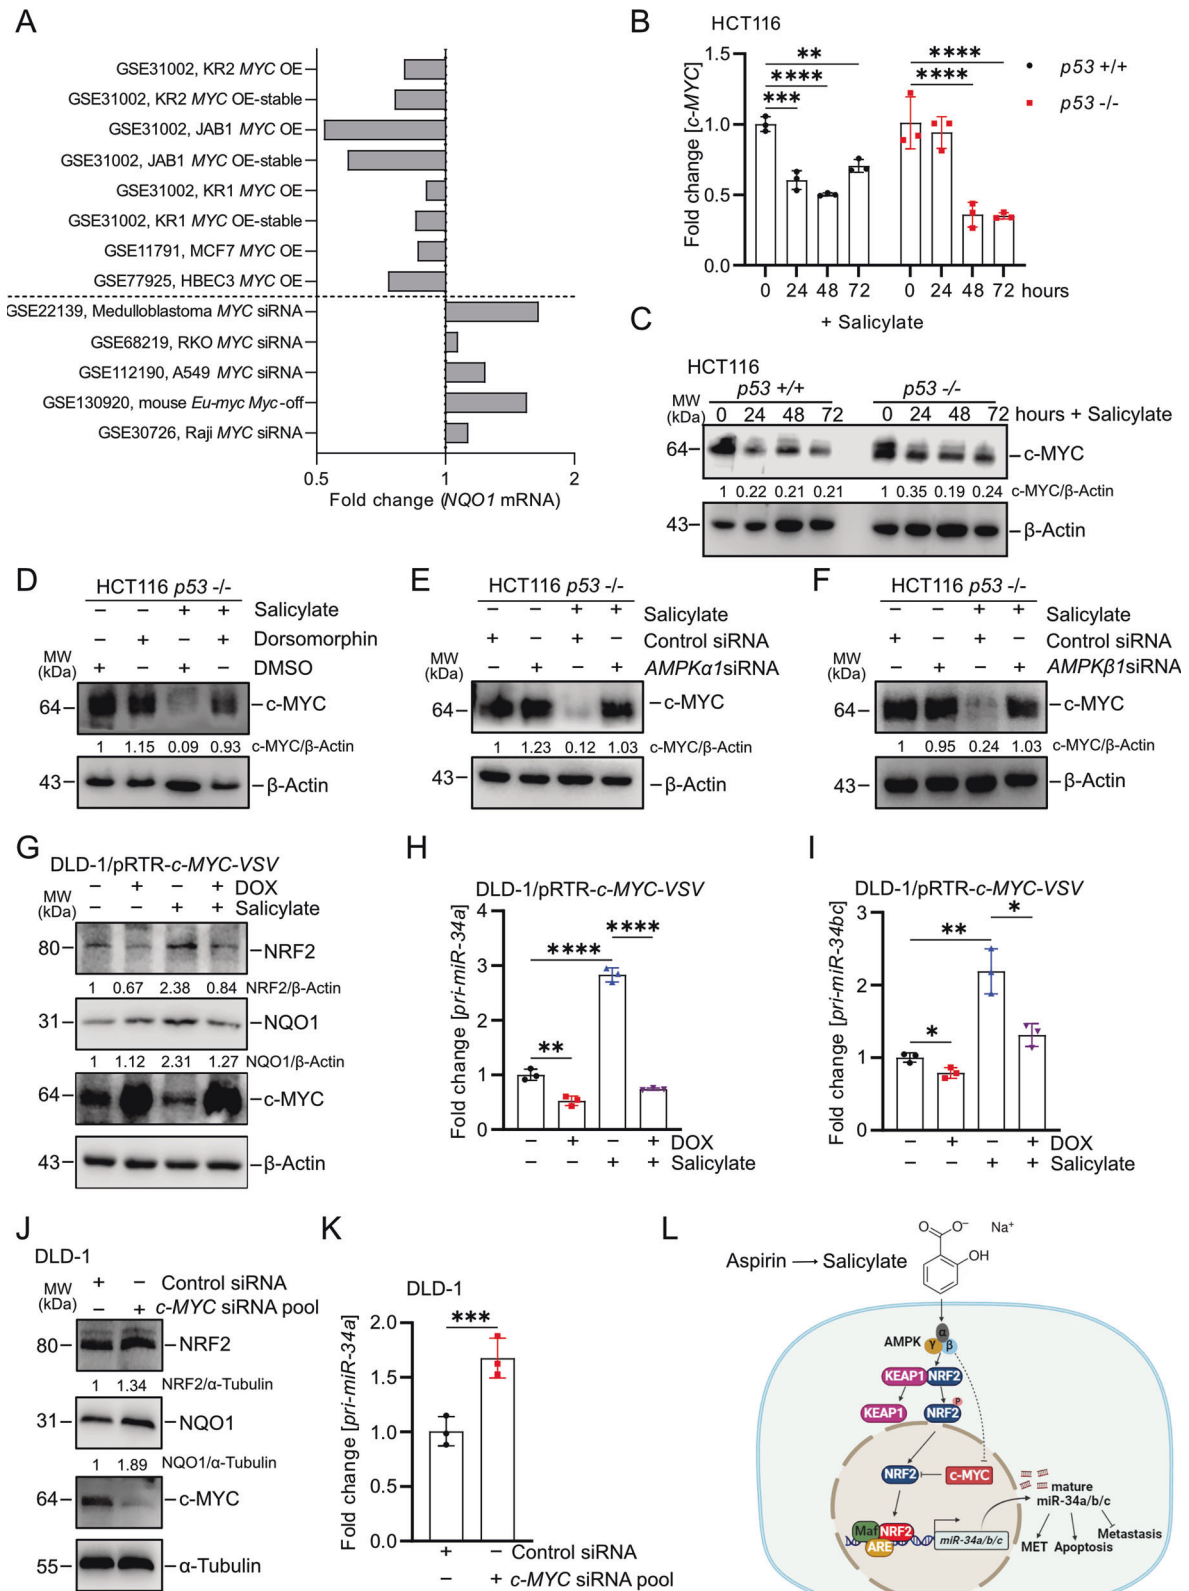 A
GSE31002, KR2 MYC OE
GSE31002, KR2 MYC OE-stable
GSE31002, JAB1 MYC OE
GSE31002, JAB1 MYC OE-stable
GSE31002, KR1 MYC OE
GSE31002, KR1 MYC OE-stable
GSE11791, MCF7 MYC OE
GSE77925, HBEC3 MYC OE
GSE22139, Medulloblastoma MYC siRNA
GSE68219, RKO MYC siRNA
GSE112190, A549 MYC siRNA
GSE130920, mouse Eu-myc Myc-off
GSE30726, Raji MYC siRNA
0.5 1 2
Fold change (NQO1 mRNA)
B
HCT116
Fold change [c-MYC]
1.5
1.0
0.5
0.0
** **** ***
**** ****
p53 +/+
p53 -/-
0 24 48 72 0 24 48 72 hours
+ Salicylate
C
HCT116
p53 +/+ p53 -/-
MW (kDa) 0 24 48 72 0 24 48 72 hours + Salicylate
64 c-MYC
1 0.22 0.21 0.21 1 0.35 0.19 0.24 c-MYC/β-Actin
43 β-Actin
D
HCT116 p53 -/-
– – + + Salicylate
– + – + Dorsomorphin
MW (kDa) + – + – DMSO
64 c-MYC
1 1.15 0.09 0.93 c-MYC/β-Actin
43 β-Actin
E
HCT116 p53 -/-
– – + + Salicylate
+ – + – Control siRNA
MW (kDa) – + – + AMPKα1siRNA
64 c-MYC
1 1.23 0.12 1.03 c-MYC/β-Actin
43 β-Actin
F
HCT116 p53 -/-
– – + + Salicylate
+ – + – Control siRNA
MW (kDa) – + – + AMPKβ1siRNA
64 c-MYC
1 0.95 0.24 1.03 c-MYC/β-Actin
43 β-Actin
G
DLD-1/pRTR-c-MYC-VSV
– + – + DOX
MW (kDa) – – + + Salicylate
80 NRF2
1 0.67 2.38 0.84 NRF2/β-Actin
31 NQO1
1 1.12 2.31 1.27 NQO1/β-Actin
64 c-MYC
43 β-Actin
H
DLD-1/pRTR-c-MYC-VSV
Fold change [pri-miR-34a]
4
3
2
1
0
** **** ****
– + – + DOX
– – + + Salicylate
I
DLD-1/pRTR-c-MYC-VSV
Fold change [pri-miR-34bc]
3
2
1
0
* ** *
– + – + DOX
– – + + Salicylate
J
DLD-1
+ – Control siRNA
MW (kDa) – + c-MYC siRNA pool
80 NRF2
1 1.34 NRF2/α-Tubulin
31 NQO1
1 1.89 NQO1/α-Tubulin
64 c-MYC
55 α-Tubulin
K
DLD-1
Fold change [pri-miR-34a]
2.0
1.5
1.0
0.5
0.0
***
+ – Control siRNA
– + c-MYC siRNA pool
L
Aspirin Salicylate
O O⁻ Na⁺
OH
AMPK α γ β
KEAP1 NRF2
KEAP1 NRF2 P
NRF2 c-MYC
mature
miR-34a/b/c
Maf NRF2
ARE
miR-34a/b/c
MET Apoptosis Metastasis